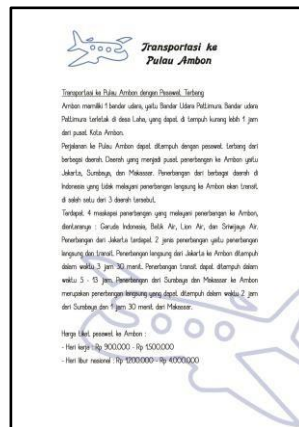 Transportasi ke
Pulau Ambon
Transportasi ke Pulau Ambon dengan Pesawat Terbang
Ambon memiliki 1 bandar udara, yaitu Bandar Udara Pattimura. Bandar udara
Pattimura terletak di desa Laha, yang dapat di tempuh kurang lebih 1 jam
dari pusat Kota Ambon.
Perjalanan ke Pulau Ambon dapat ditempuh dengan pesawat terbang dari
berbagai daerah. Daerah yang menjadi pusat penerbangan ke Ambon yaitu
Jakarta, Surabaya, dan Makassar. Penerbangan dari berbagai daerah di
Indonesia yang tidak melayani penerbangan langsung ke Ambon akan transit
di salah satu dari 3 daerah tersebut.
Terdapat 4 maskapai penerbangan yang melayani penerbangan ke Ambon,
diantaranya : Garuda Indonesia, Batik Air, Lion Air, dan Sriwijaya Air.
Penerbangan dari Jakarta terdapat 2 jenis penerbangan yaitu penerbangan
langsung dan transit. Penerbangan langsung dari Jakarta ke Ambon ditempuh
dalam waktu 3 jam 30 menit. Penerbangan transit dapat ditempuh dalam
waktu 5 - 13 jam. Penerbangan dari Surabaya dan Makassar ke Ambon
merupakan penerbangan langsung yang dapat ditempuh dalam waktu 2 jam
dari Surabaya dan 1 jam 30 menit dari Makassar.
Harga tiket pesawat ke Ambon :
- Hari kerja : Rp 900.000 - Rp 1.500.000
- Hari libur nasional : Rp 1.200.000 - Rp 4.000.000